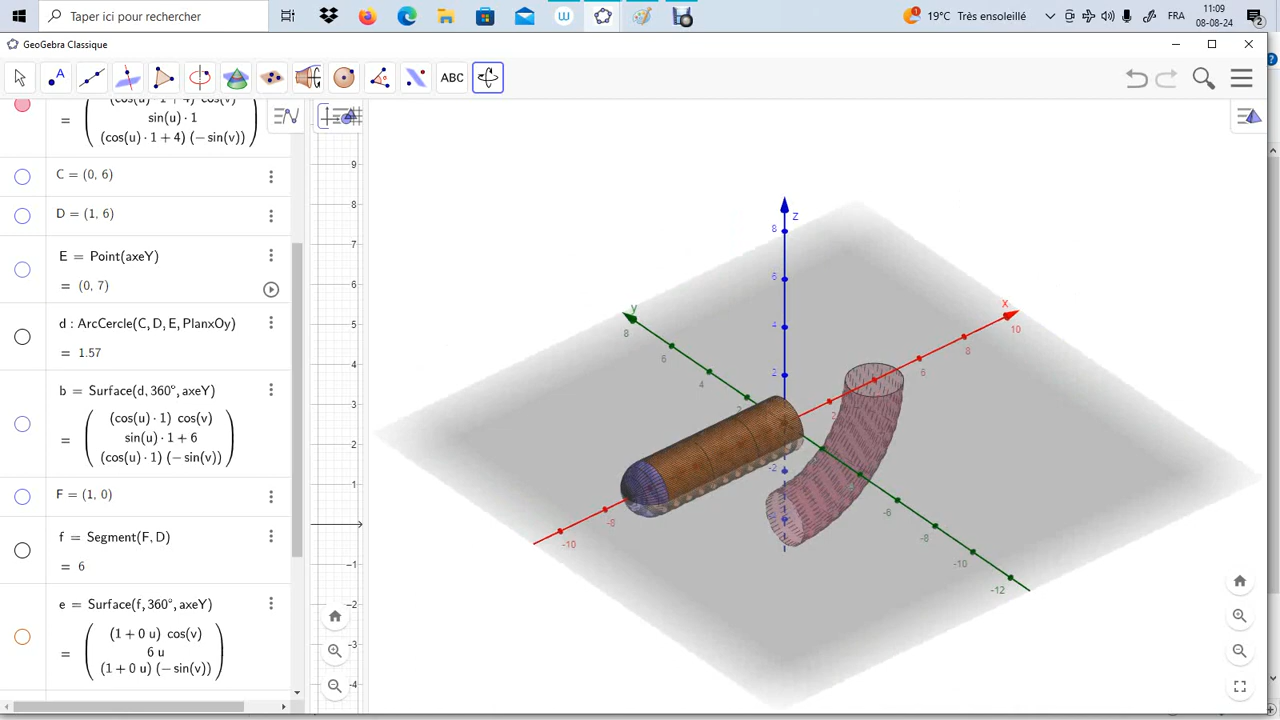 Taper ici pour rechercher
19°C Très ensoleillé
FRA
11:09
08-08-24
2
GeoGebra Classique
A
ABC
sin(u) · 1
= (cos(u) · 1 + 4) (− sin(v))
C = (0, 6)
D = (1, 6)
E = Point(axeY)
= (0, 7)
d : ArcCercle(C, D, E, PlanxOy)
= 1.57
b = Surface(d, 360°, axeY)
(cos(u) · 1) cos(v)
= sin(u) · 1 + 6
(cos(u) · 1) (− sin(v))
F = (1, 0)
f = Segment(F, D)
= 6
e = Surface(f, 360°, axeY)
(1 + 0 u) cos(v)
= 6 u
(1 + 0 u) (− sin(v))
9
8
7
6
5
4
3
2
1
0
−1
−2
−3
−4
z
8
6
4
2
-2
y
8
6
4
x
10
8
6
2
-8
-10
-6
-8
-10
-12